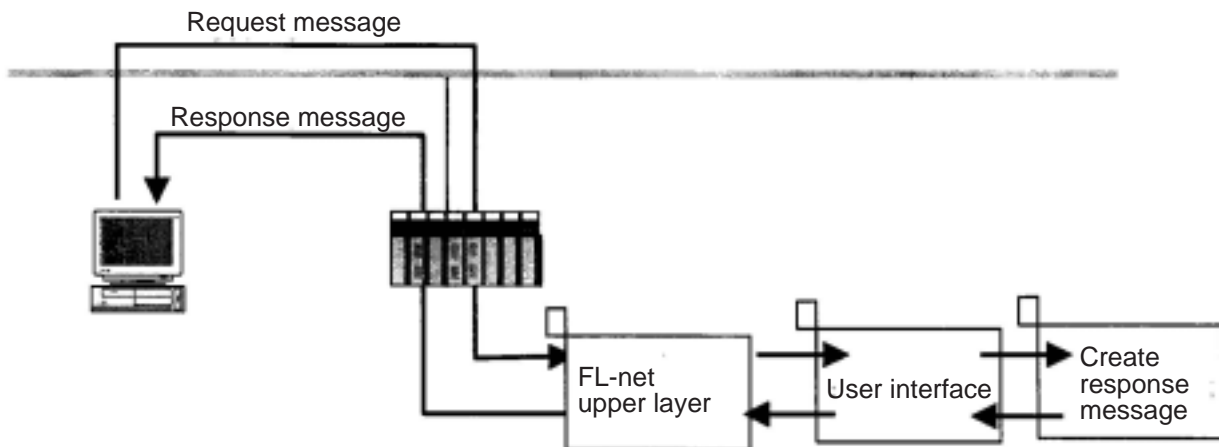 Request message
Response message
FL-net
upper layer
User interface
Create
response
message